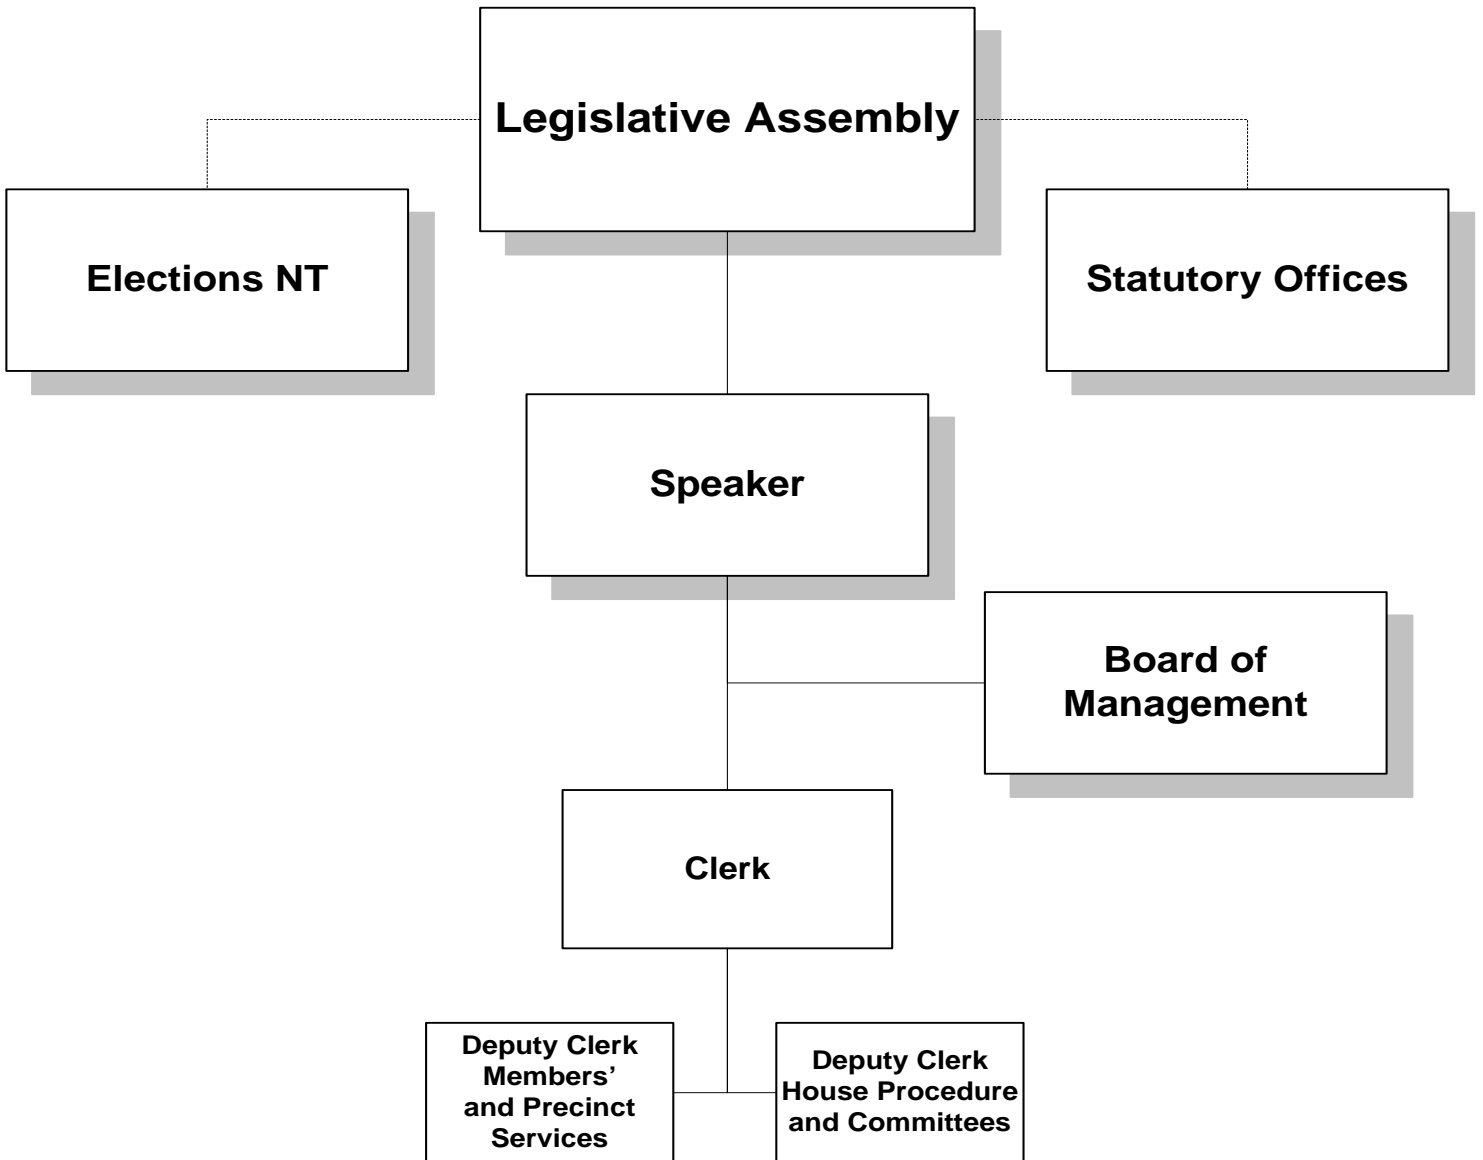 Legislative Assembly
Elections NT
Statutory Offices
Speaker
Board of
Management
Clerk
Deputy Clerk
Members’
and Precinct
Services
Deputy Clerk
House Procedure
and Committees